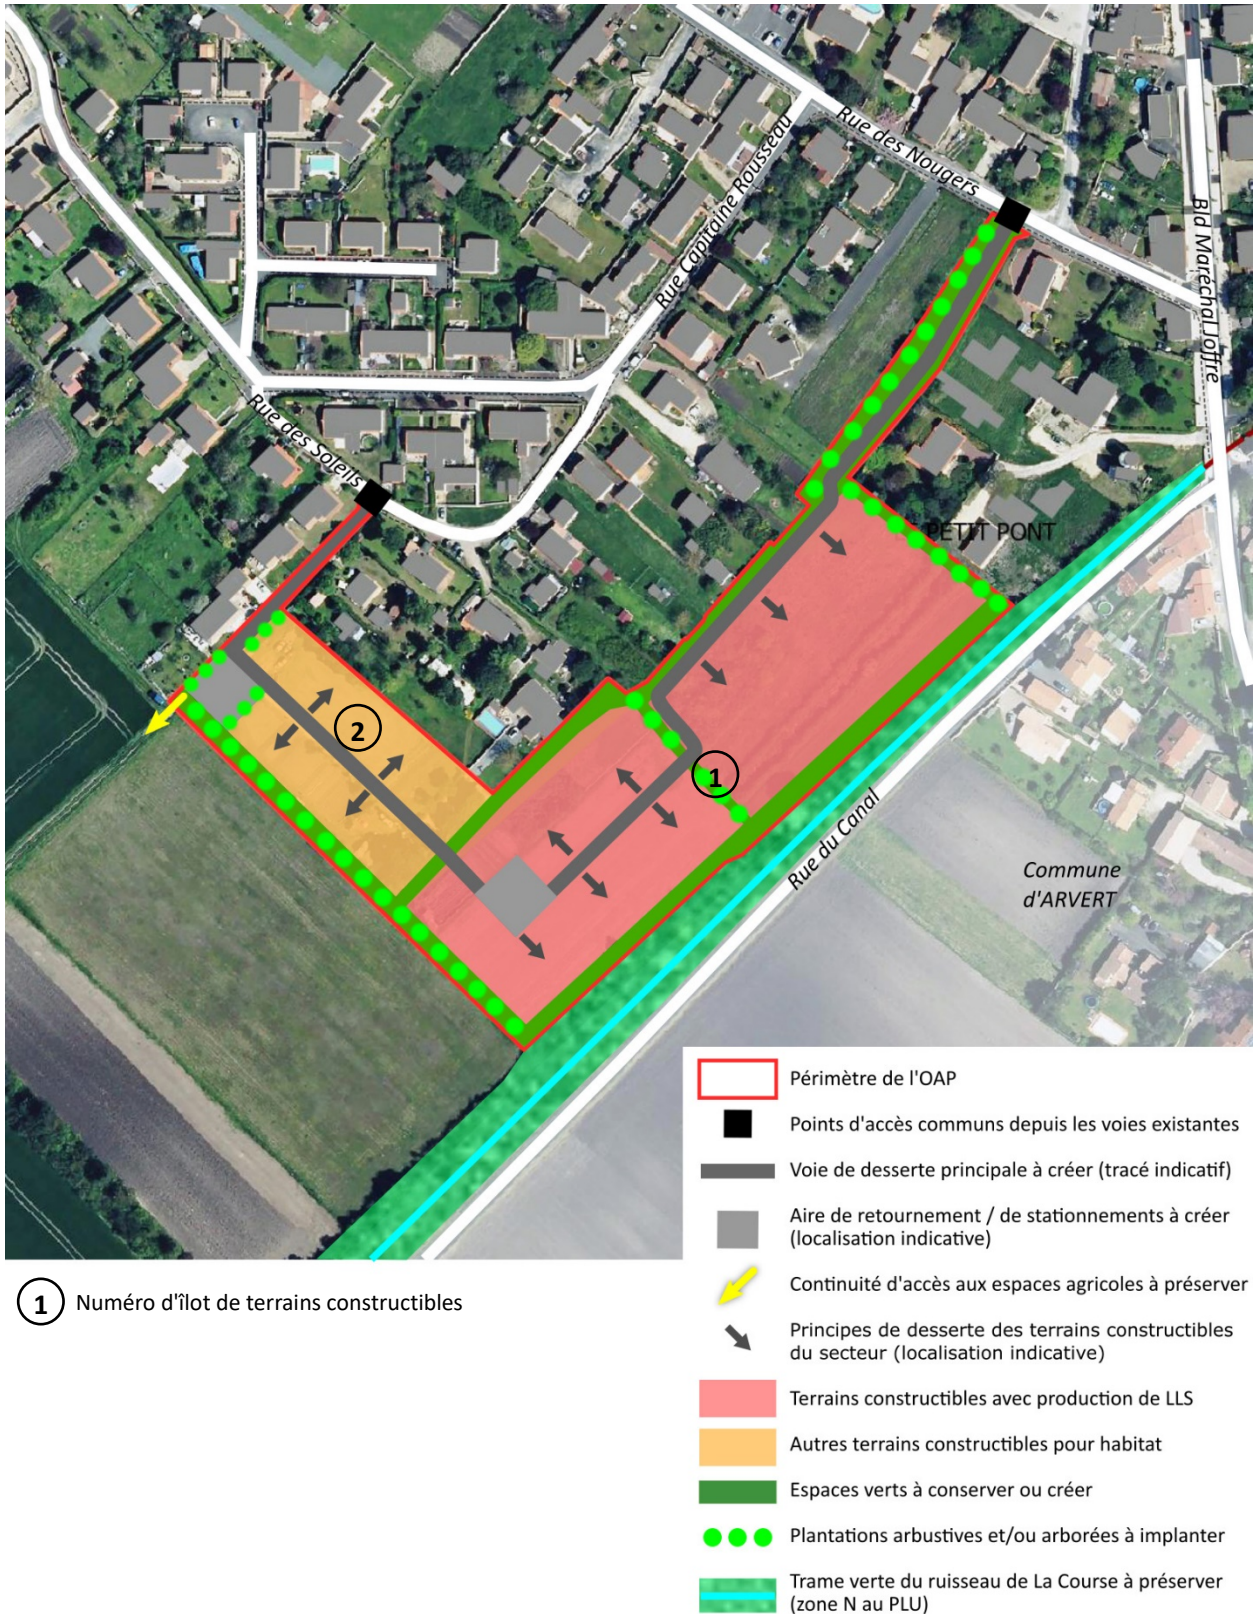 Rue des Nougers
Rue Capitaine Rousseau
Bld Maréchal Joffre
Rue des Soleils
PETIT PONT
2
1
Rue du Canal
Commune
d'ARVERT
Périmètre de l'OAP
Points d'accès communs depuis les voies existantes
Voie de desserte principale à créer (tracé indicatif)
Aire de retournement / de stationnements à créer
(localisation indicative)
Continuité d'accès aux espaces agricoles à préserver
1 Numéro d'îlot de terrains constructibles
Principes de desserte des terrains constructibles
du secteur (localisation indicative)
Terrains constructibles avec production de LLS
Autres terrains constructibles pour habitat
Espaces verts à conserver ou créer
Plantations arbustives et/ou arborées à implanter
Trame verte du ruisseau de La Course à préserver
(zone N au PLU)